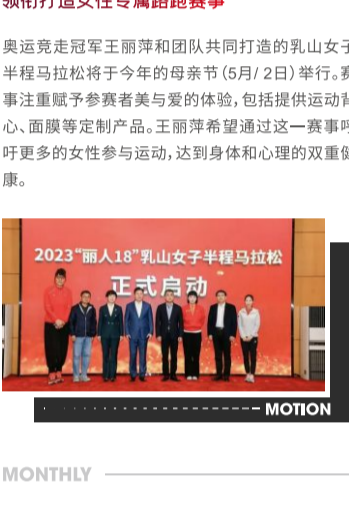 领衔打造女性专属路跑赛事
奥运竞走冠军王丽萍和团队共同打造的乳山女子
半程马拉松将于今年的母亲节(5月/ 2日)举行。赛
事注重赋予参赛者美与爱的体验,包括提供运动背
心、面膜等定制产品。王丽萍希望通过这一赛事呼
吁更多的女性参与运动,达到身体和心理的双重健
康。
2023“丽人18”乳山女子半程马拉松
正式启动
MOTION
MONTHLY